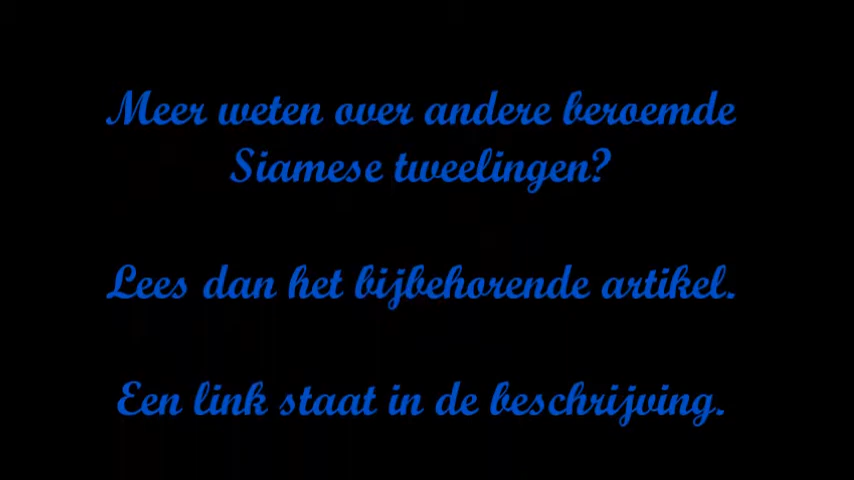 Meer weten over andere beroemde
Siamese tweelingen?
Lees dan het bijbehorende artikel.
Een link staat in de beschrijving.